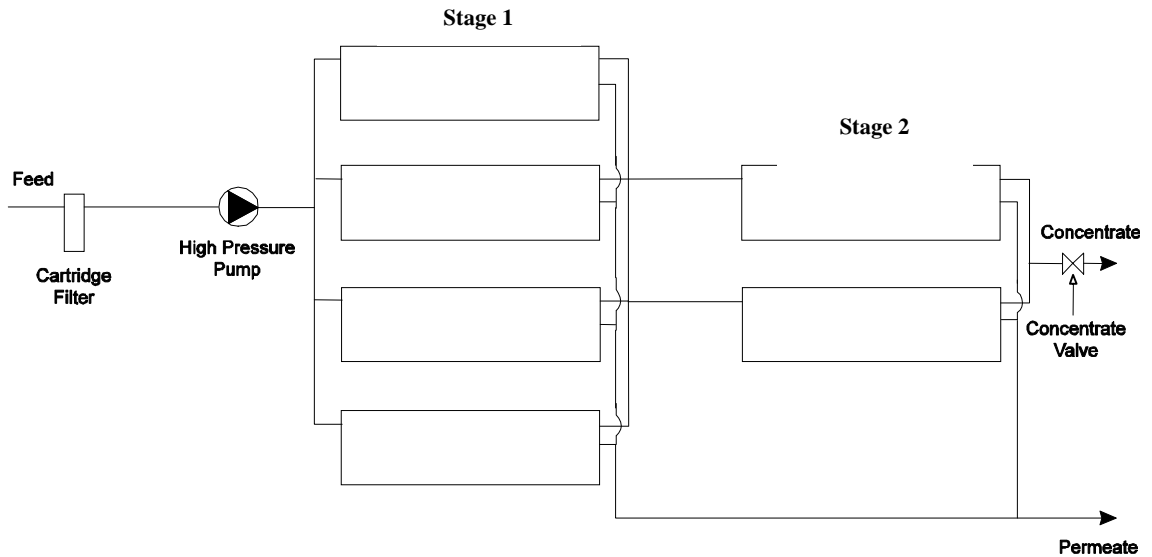 Stage 1
Stage 2
Feed
High Pressure
Pump
Cartridge
Filter
Concentrate
Concentrate
Valve
Permeate